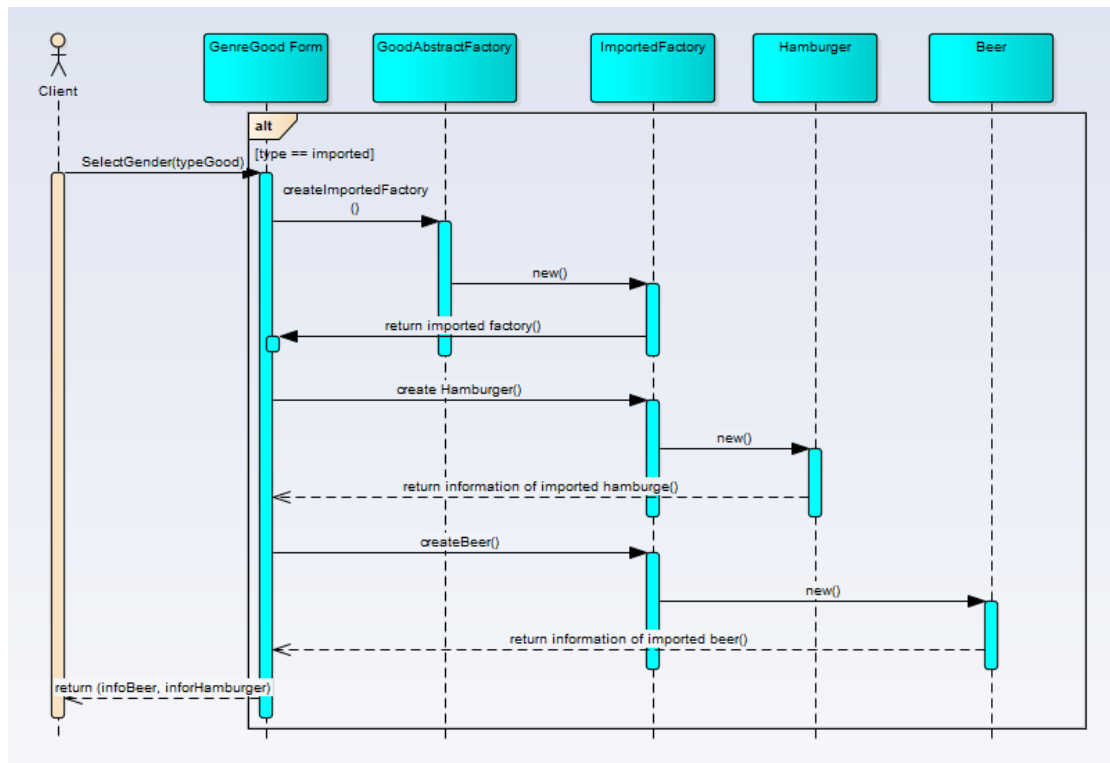 GenreGood Form
GoodAbstractFactory
ImportedFactory
Hamburger
Beer
Client
alt
[type == imported]
SelectGender(typeGood)
createImportedFactory
()
new()
return imported factory()
create Hamburger()
new()
return information of imported hamburge()
createBeer()
new()
return information of imported beer()
return (infoBeer, inforHamburger)